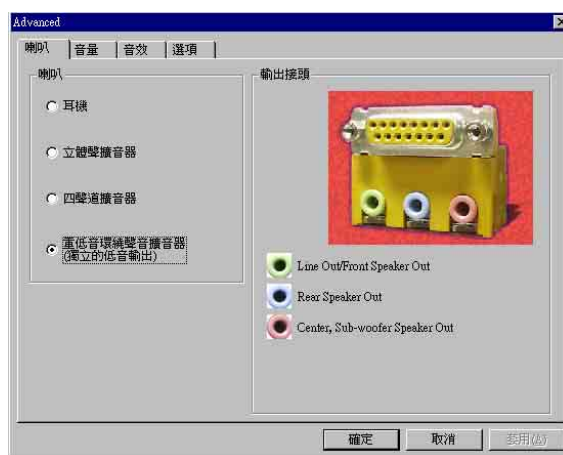 Advanced
喇叭
音量
音效
選項
喇叭
耳機
立體聲擴音器
四聲道擴音器
重低音環繞聲音擴音器
(獨立的低音輸出)
輸出接頭
Line Out/Front Speaker Out
Rear Speaker Out
Center, Sub-woofer Speaker Out
確定
取消
套用(A)